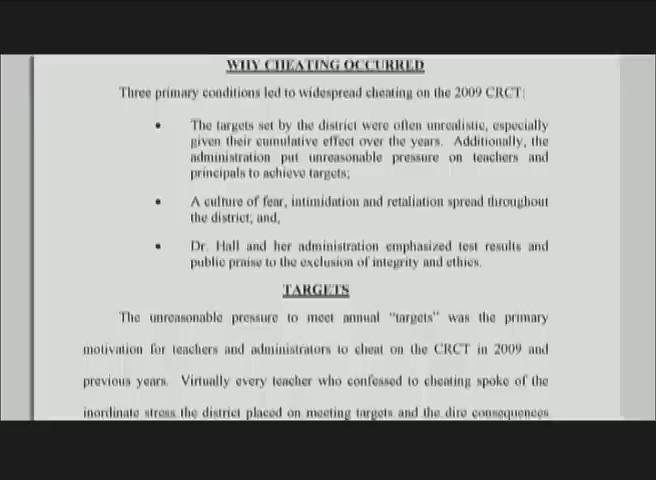 WHY CHEATING OCCURRED
Three primary conditions led to widespread cheating on the 2009 CRCT:
• The targets set by the district were often unrealistic, especially
given their cumulative effect over the years. Additionally, the
administration put unreasonable pressure on teachers and
principals to achieve targets;
• A culture of fear, intimidation and retaliation spread throughout
the district; and,
• Dr. Hall and her administration emphasized test results and
public praise to the exclusion of integrity and ethics.
TARGETS
The unreasonable pressure to meet annual “targets” was the primary
motivation for teachers and administrators to cheat on the CRCT in 2009 and
previous years. Virtually every teacher who confessed to cheating spoke of the
inordinate stress the district placed on meeting targets and the dire consequences